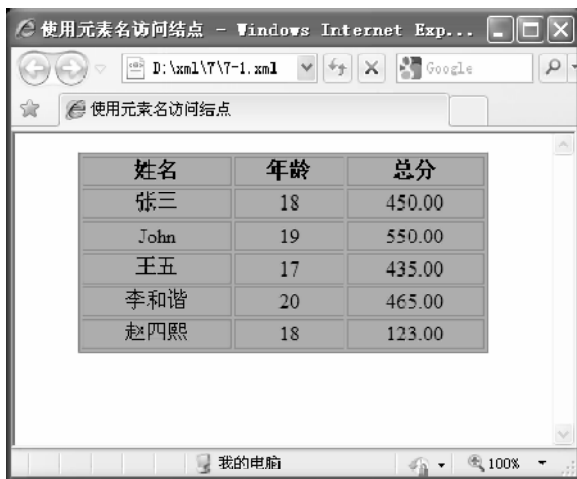 使用元素名访问结点 - Windows Internet Exp...
D:\xml\7\7-1.xml
Google
使用元素名访问结点
姓名 年龄 总分
张三 18 450.00
John 19 550.00
王五 17 435.00
李和谐 20 465.00
赵四熙 18 123.00
我的电脑 100%